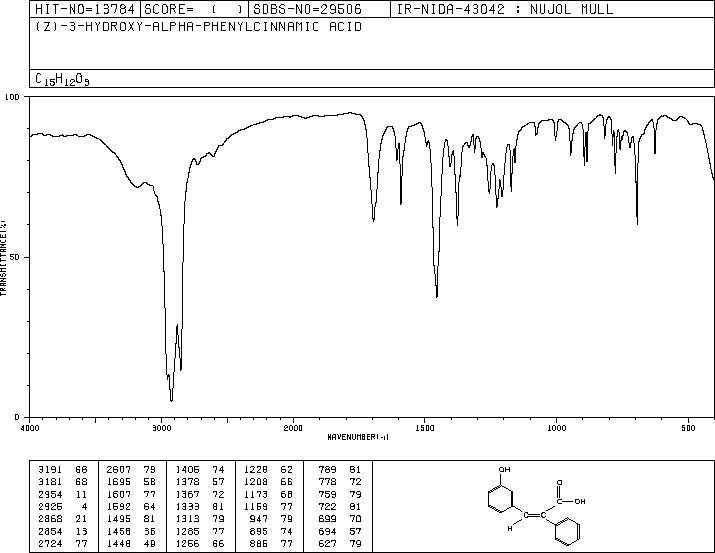 HIT-NO=13784 SCORE= ( ) SDBS-NO=29506 IR-NIDA-43042 : NUJOL MULL
(Z)-3-HYDROXY-ALPHA-PHENYLCINNAMIC ACID
C15H12O3
100
50
0
TRANSMITTANCE(%)
4000 3000 2000 1500 1000 500
WAVENUMBER(-1)
3191 66 2607 79 1406 74 1228 62 789 81
3181 68 1695 58 1378 57 1208 66 778 72
2954 11 1607 77 1367 72 1173 68 759 79
2925 4 1592 64 1333 81 1159 77 722 81
2868 21 1495 81 1313 79 947 79 699 70
2854 13 1458 36 1285 77 895 74 694 57
2724 77 1448 49 1256 66 886 77 627 79
OH
O
C OH
C C
H